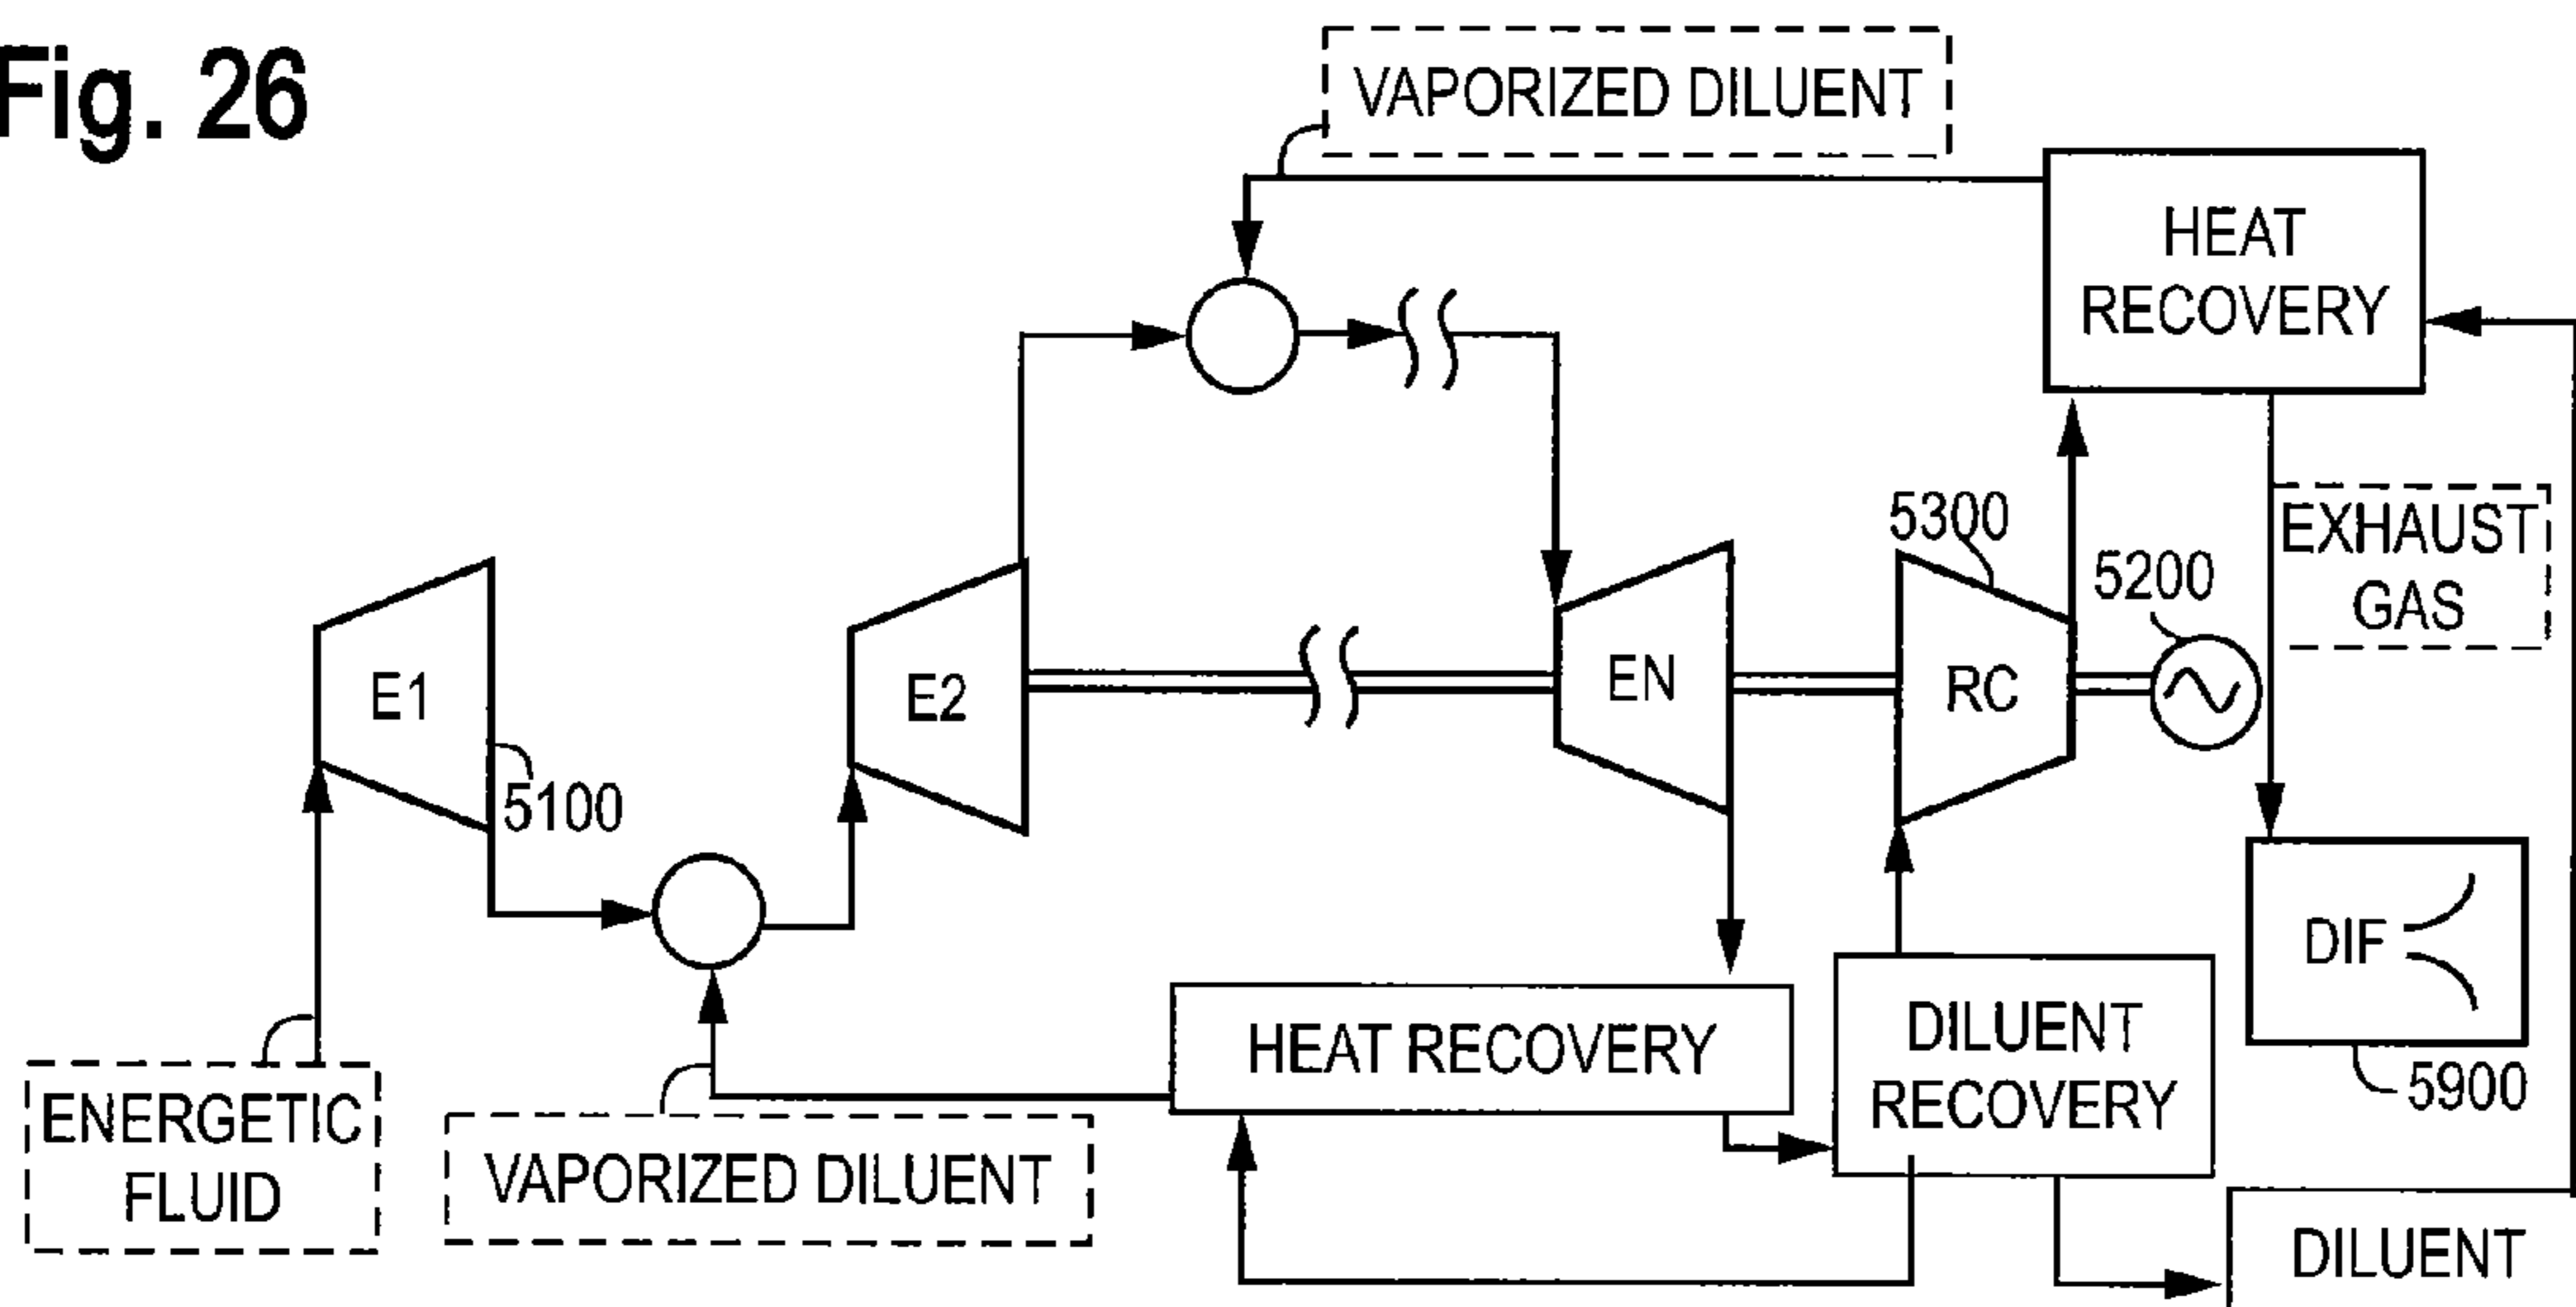 Fig. 26
VAPORIZED DILUENT
HEAT
RECOVERY
EXHAUST
GAS
5300
5200
E1
E2
EN
RC
5100
DIF
5900
HEAT RECOVERY
DILUENT
RECOVERY
ENERGETIC
FLUID
VAPORIZED DILUENT
DILUENT